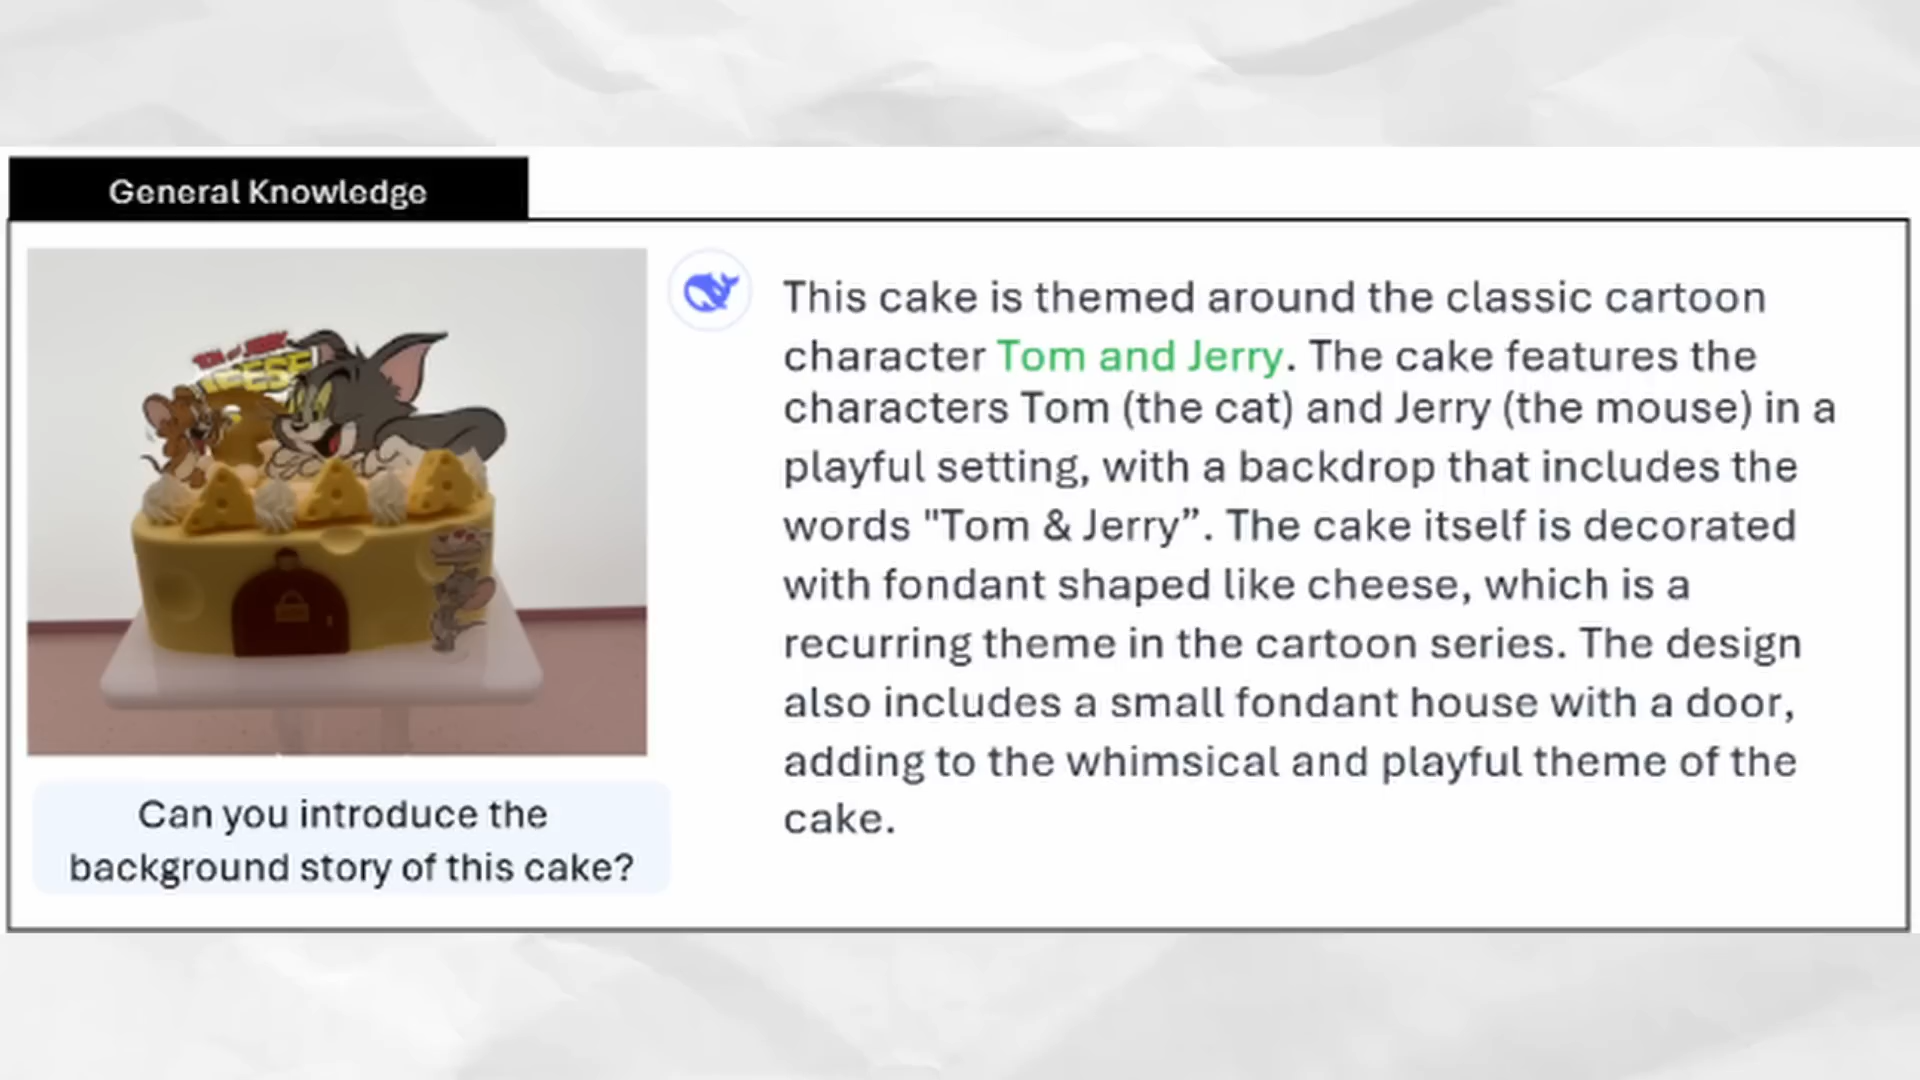 General Knowledge
TOM and JERRY
Can you introduce the
background story of this cake?
This cake is themed around the classic cartoon
character Tom and Jerry. The cake features the
characters Tom (the cat) and Jerry (the mouse) in a
playful setting, with a backdrop that includes the
words "Tom & Jerry”. The cake itself is decorated
with fondant shaped like cheese, which is a
recurring theme in the cartoon series. The design
also includes a small fondant house with a door,
adding to the whimsical and playful theme of the
cake.